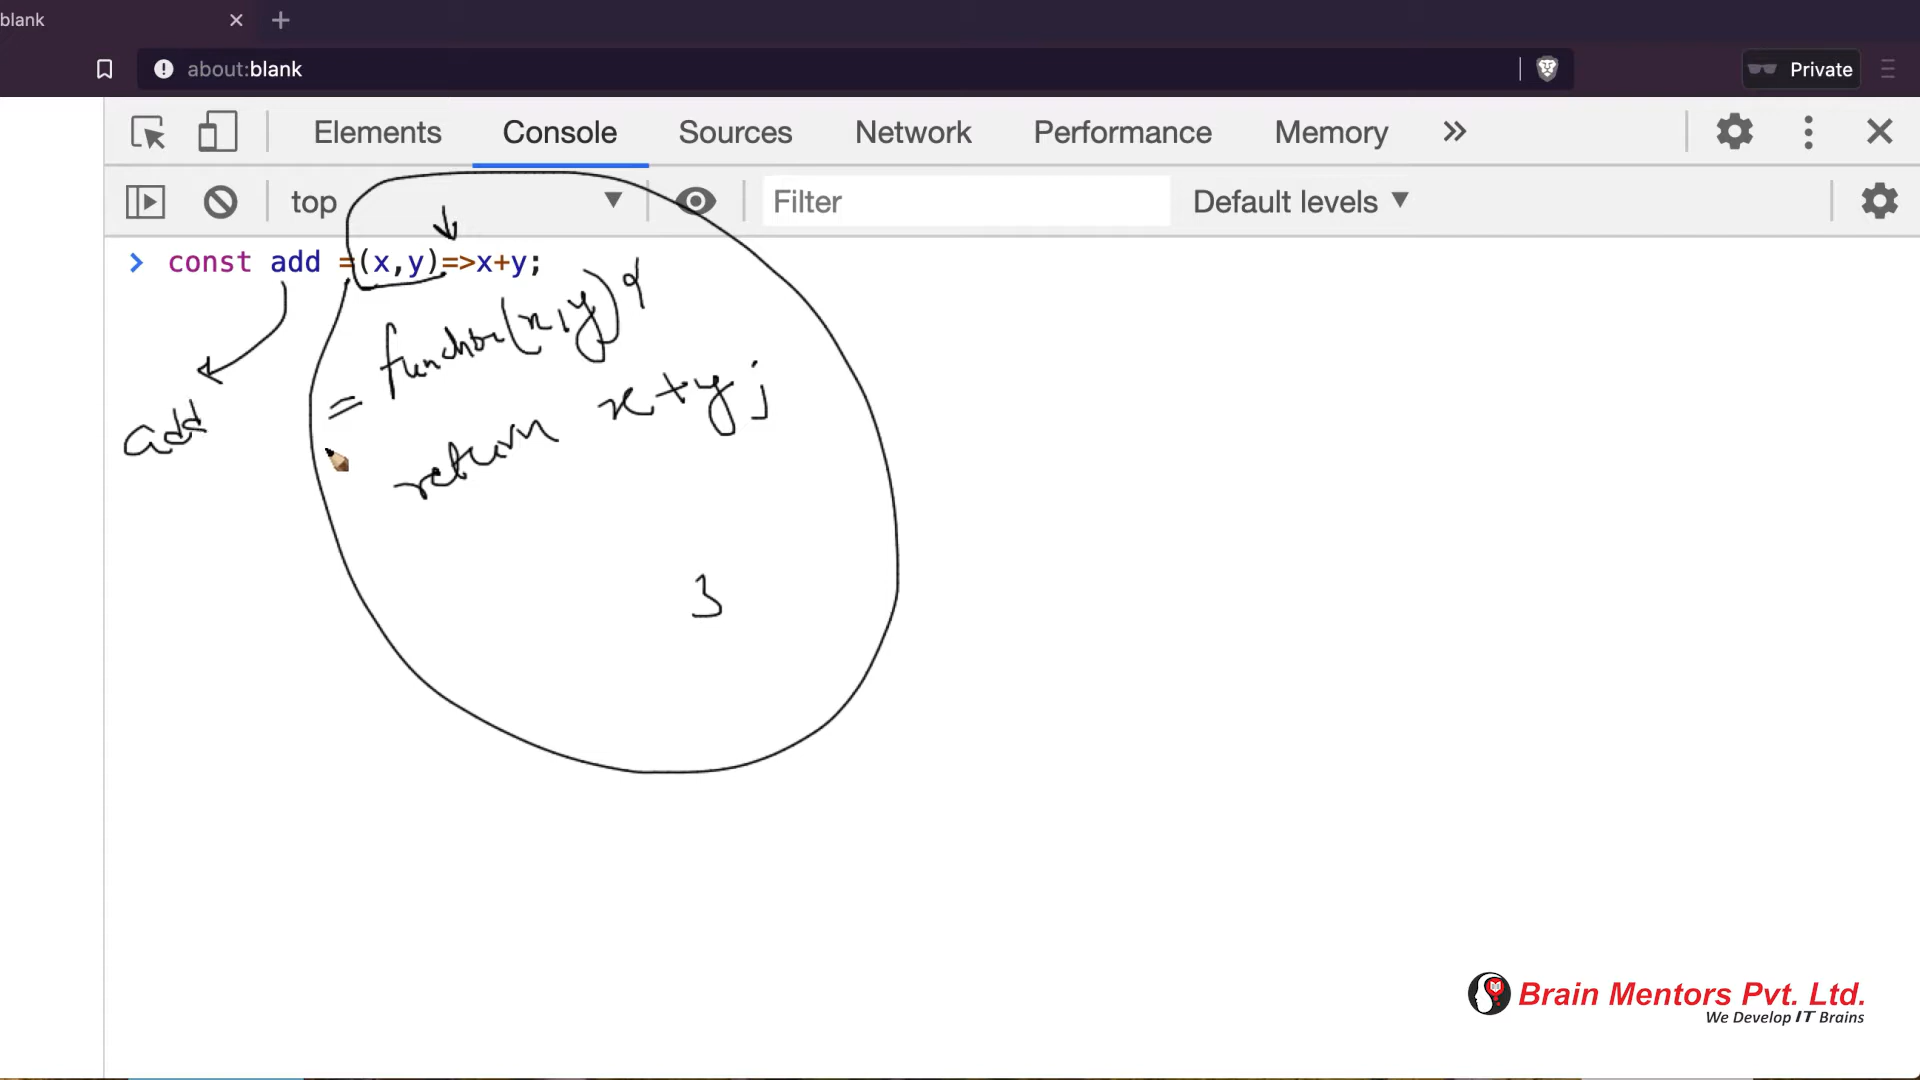 blank
about:blank
Private
Elements Console Sources Network Performance Memory
top Filter Default levels
> const add =(x,y)=>x+y;
= function(x,y){
add
return x+y;
}
Brain Mentors Pvt. Ltd.
We Develop IT Brains